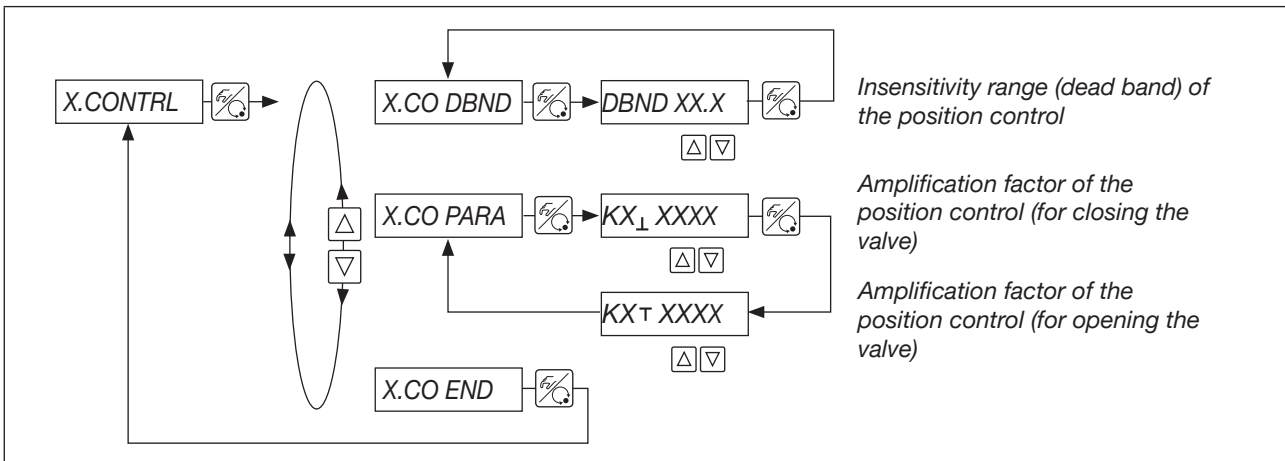 X.CONTRL
X.CO DBND
DBND XX.X
Insensitivity range (dead band) of
the position control
X.CO PARA
KX⊥ XXXX
Amplification factor of the
position control (for closing the
valve)
KX⊤ XXXX
Amplification factor of the
position control (for opening the
valve)
X.CO END